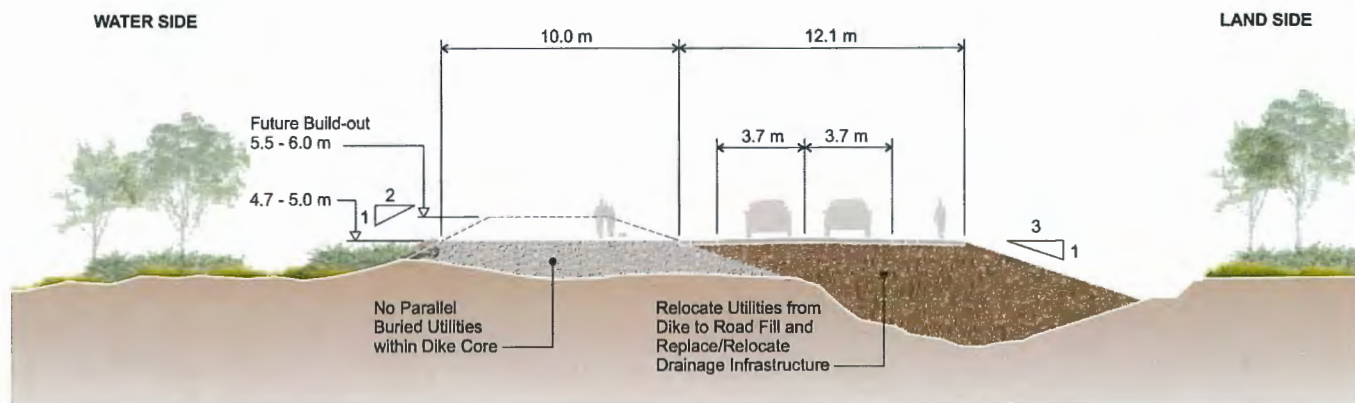 WATER SIDE
LAND SIDE
10.0 m
12.1 m
Future Build-out
5.5 - 6.0 m
3.7 m
3.7 m
4.7 - 5.0 m
2
1
3
1
No Parallel
Buried Utilities
within Dike Core
Relocate Utilities from
Dike to Road Fill and
Replace/Relocate
Drainage Infrastructure